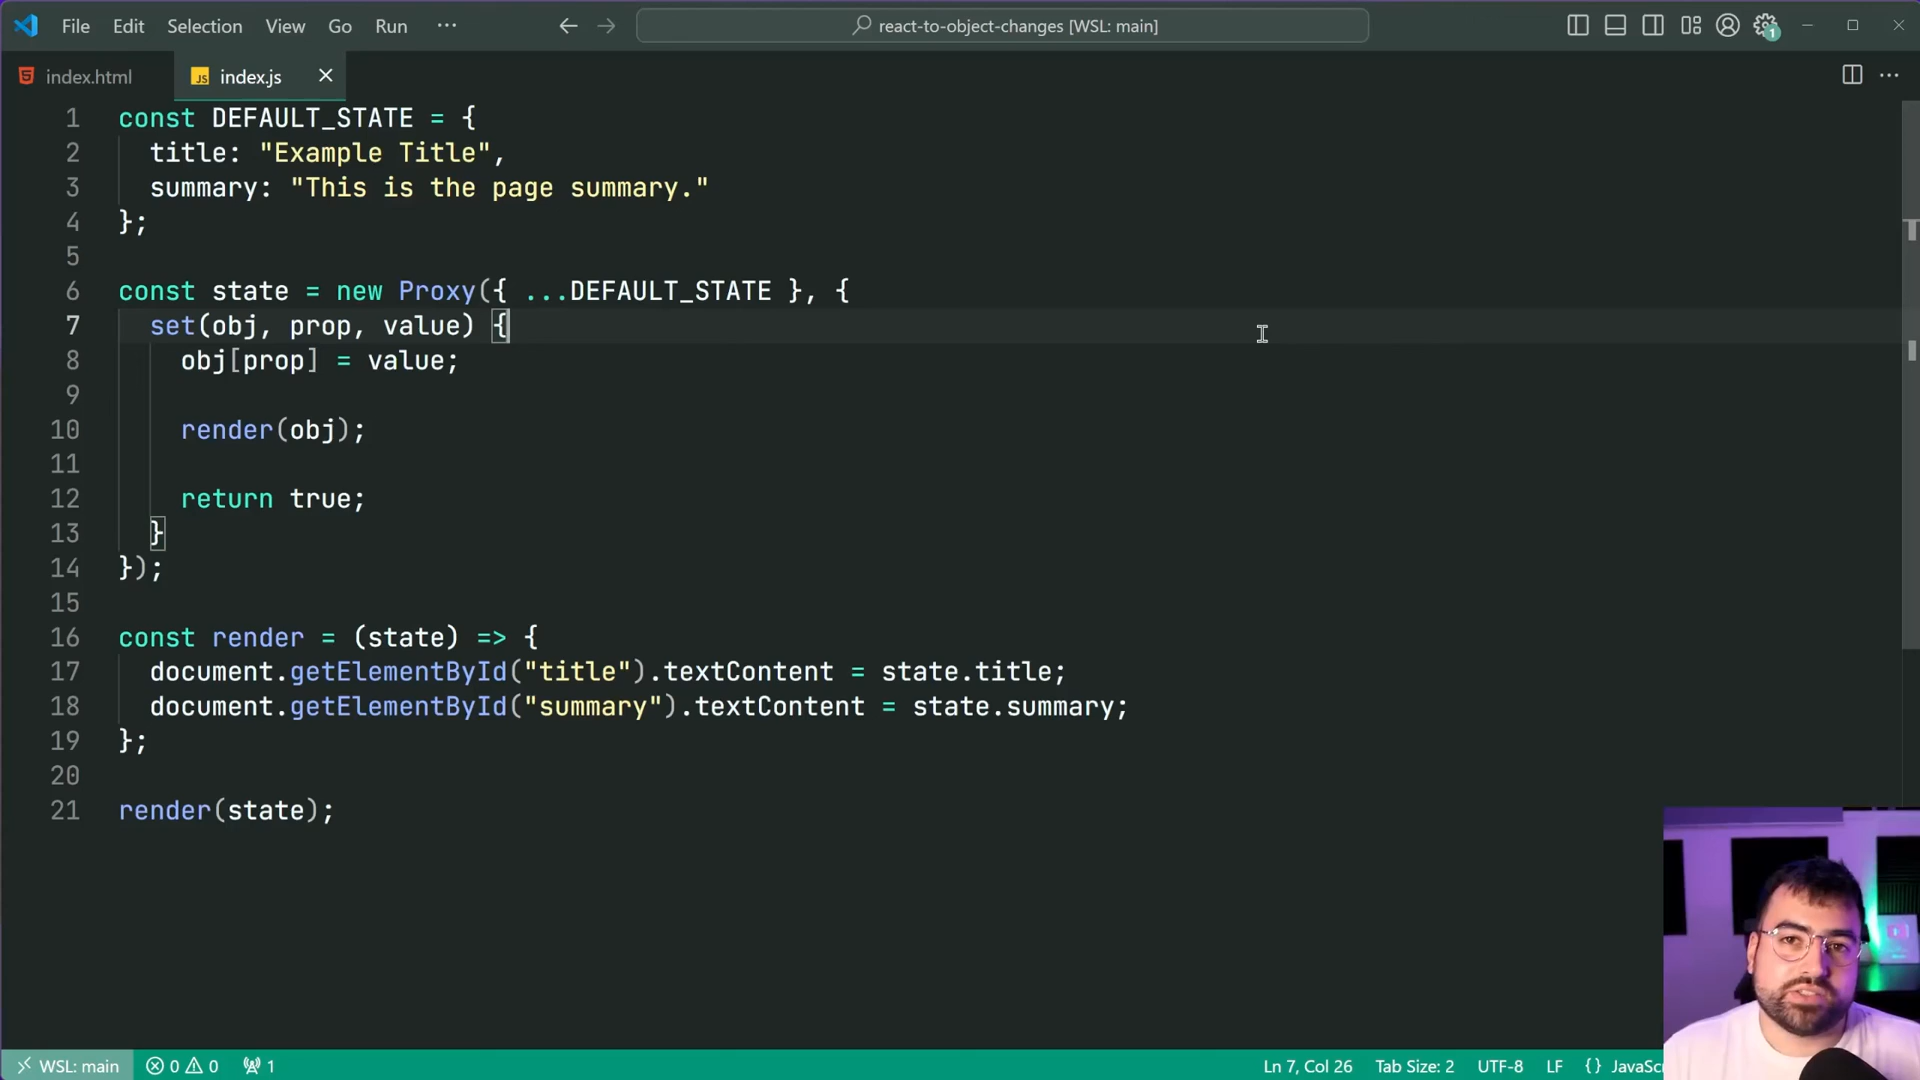 File Edit Selection View Go Run ··· ← → react-to-object-changes [WSL: main] 1
index.html JS index.js
1 const DEFAULT_STATE = {
2 title: "Example Title",
3 summary: "This is the page summary."
4 };
5
6 const state = new Proxy({ ...DEFAULT_STATE }, {
7 set(obj, prop, value) {
8 obj[prop] = value;
9
10 render(obj);
11
12 return true;
13 }
14 });
15
16 const render = (state) => {
17 document.getElementById("title").textContent = state.title;
18 document.getElementById("summary").textContent = state.summary;
19 };
20
21 render(state);
WSL: main 0 0 1 Ln 7, Col 26 Tab Size: 2 UTF-8 LF {}